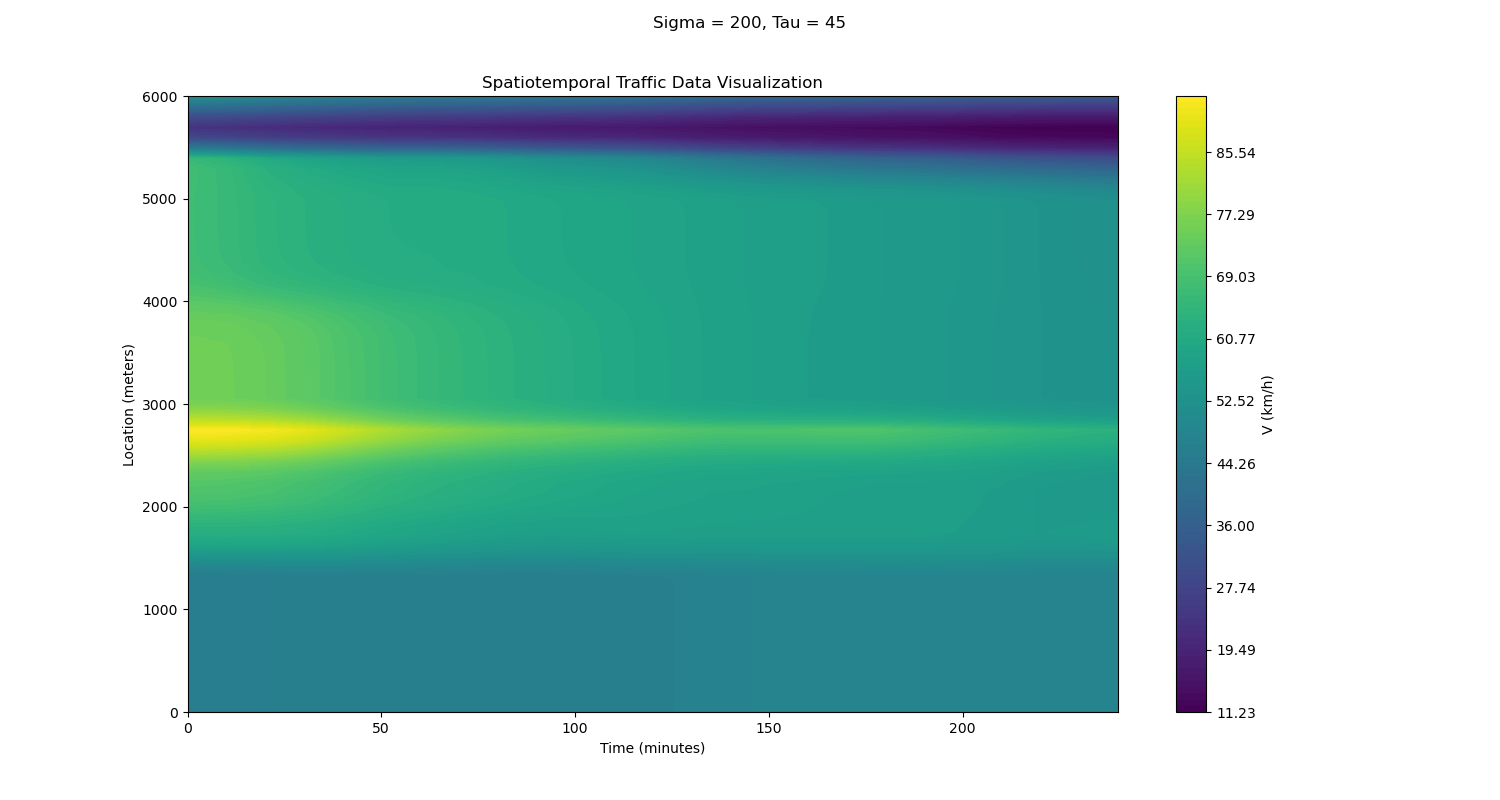 Sigma = 200, Tau = 45
Spatiotemporal Traffic Data Visualization
6000
5000
4000
3000
2000
1000
0
Location (meters)
0 50 100 150 200
Time (minutes)
85.54
77.29
69.03
60.77
52.52
44.26
36.00
27.74
19.49
11.23
V (km/h)